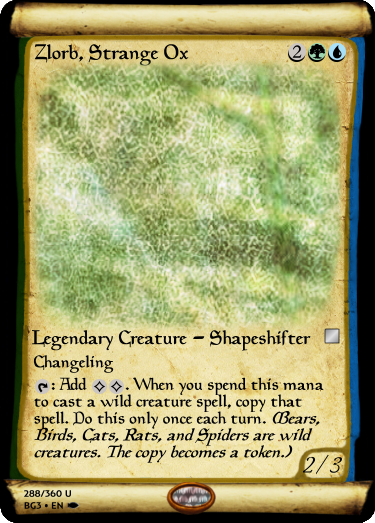 Zlorb, Strange Ox 2
Legendary Creature – Shapeshifter
Changeling
: Add . When you spend this mana
to cast a wild creature spell, copy that
spell. Do this only once each turn. (Bears,
Birds, Cats, Rats, and Spiders are wild
creatures. The copy becomes a token.)
2/3
288/360 U
BG3 • EN